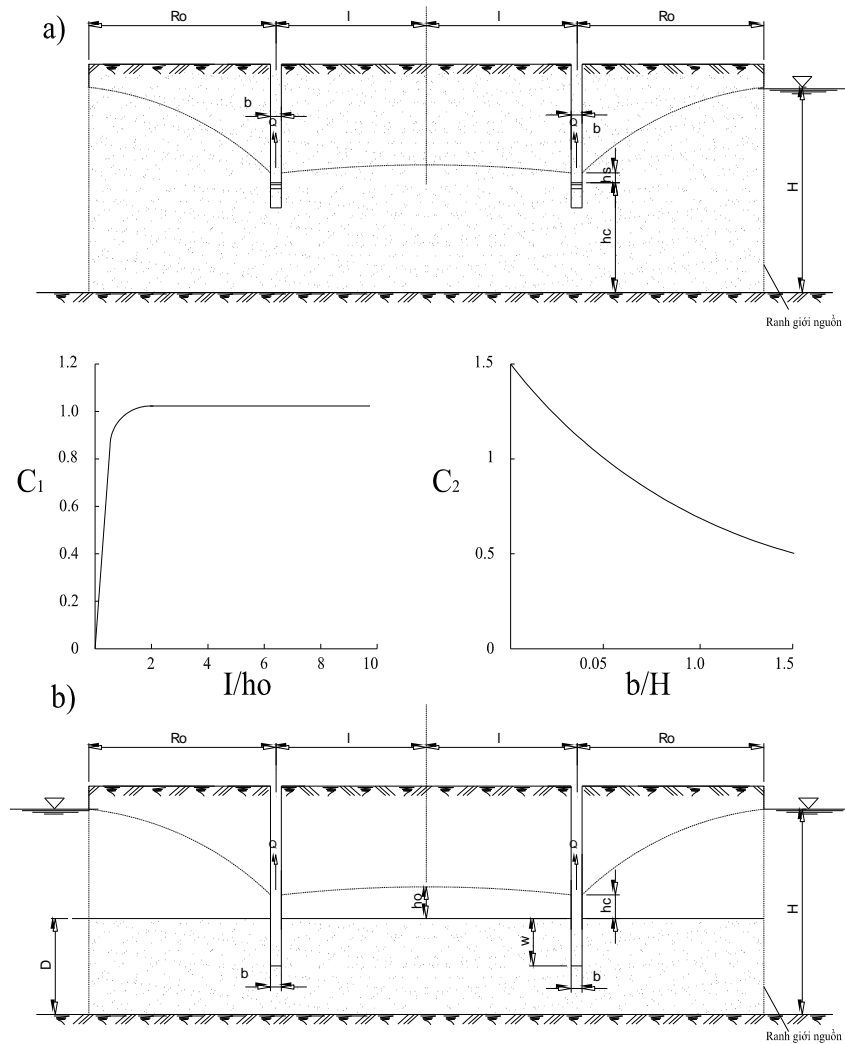 a)
Ro l l Ro
b
Q Q
b
hs
H
hc
Ranh giới nguồn
1.2
1.0
0.8
0.6
0.4
0.2
0
C1
2 4 6 8 10
I/ho
1.5
1
0.5
0
C2
0.05 1.0 1.5
b/H
b)
Ro l l Ro
Q Q
ho hc
H
D w
b b
Ranh giới nguồn